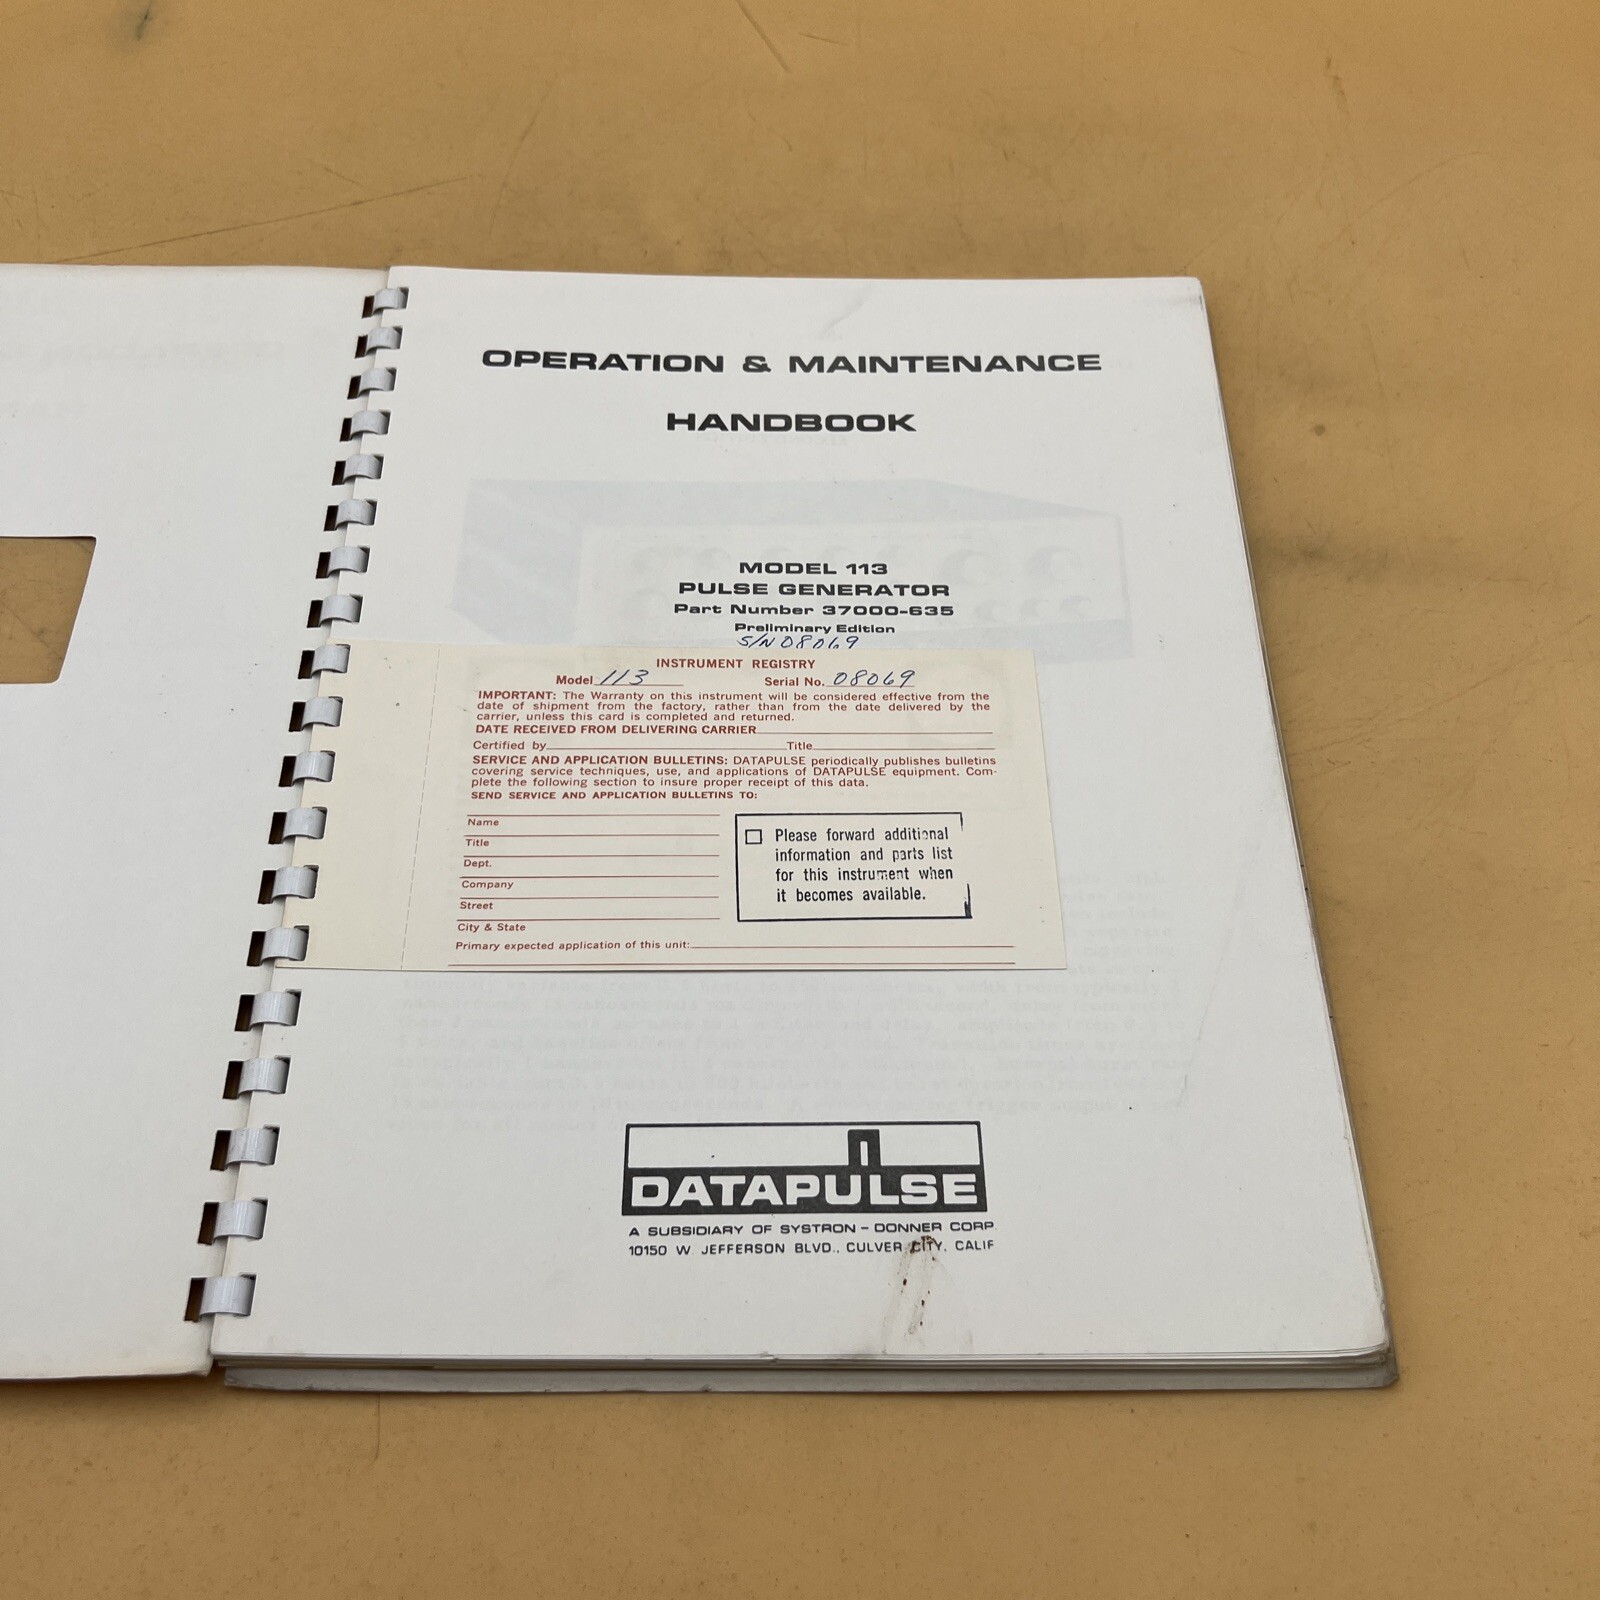 OPERATION & MAINTENANCE
HANDBOOK
MODEL 113
PULSE GENERATOR
Part Number 37000-635
Preliminary Edition
S/N 08069
INSTRUMENT REGISTRY
Model 113 Serial No. 08069
IMPORTANT: The Warranty on this instrument will be considered effective from the
date of shipment from the factory, rather than from the date delivered by the
carrier, unless this card is completed and returned.
DATE RECEIVED FROM DELIVERING CARRIER
Certified by Title
SERVICE AND APPLICATION BULLETINS: DATAPULSE periodically publishes bulletins
covering service techniques, use, and applications of DATAPULSE equipment. Com-
plete the following section to insure proper receipt of this data.
SEND SERVICE AND APPLICATION BULLETINS TO:
Name
Title
Dept.
Company
Street
City & State
Please forward additional
information and parts list
for this instrument when
it becomes available.
Primary expected application of this unit:
DATAPULSE
A SUBSIDIARY OF SYSTRON-DONNER CORP.
10150 W. JEFFERSON BLVD., CULVER CITY, CALIF